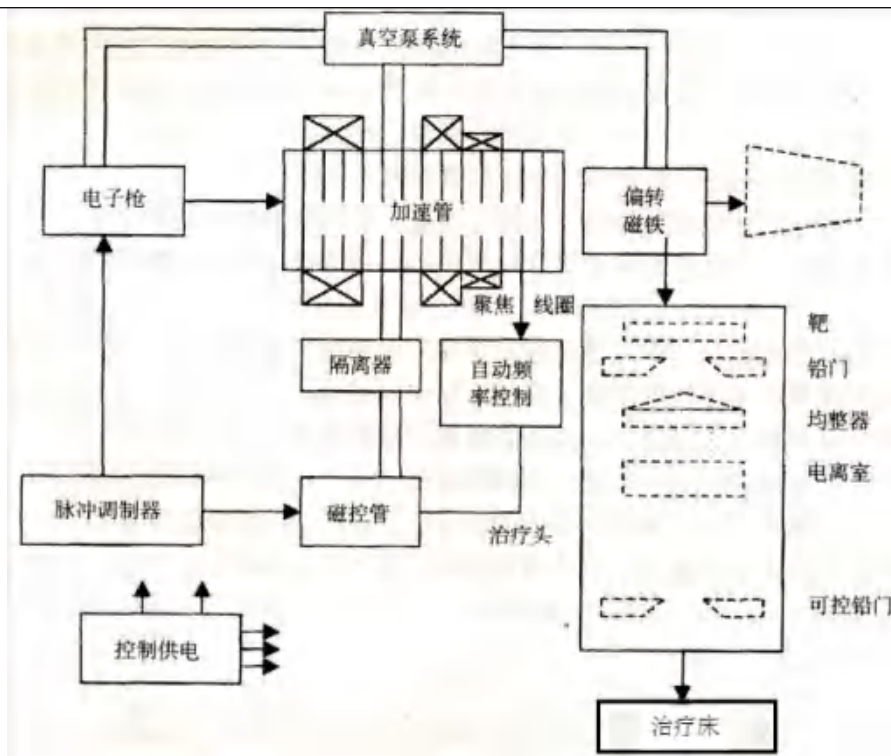 真空泵系统
电子枪
加速管
偏转
磁铁
聚焦 线圈
靶
隔离器
自动频
率控制
铅门
均整器
电离室
脉冲调制器
磁控管
治疗头
可控铅门
控制供电
治疗床